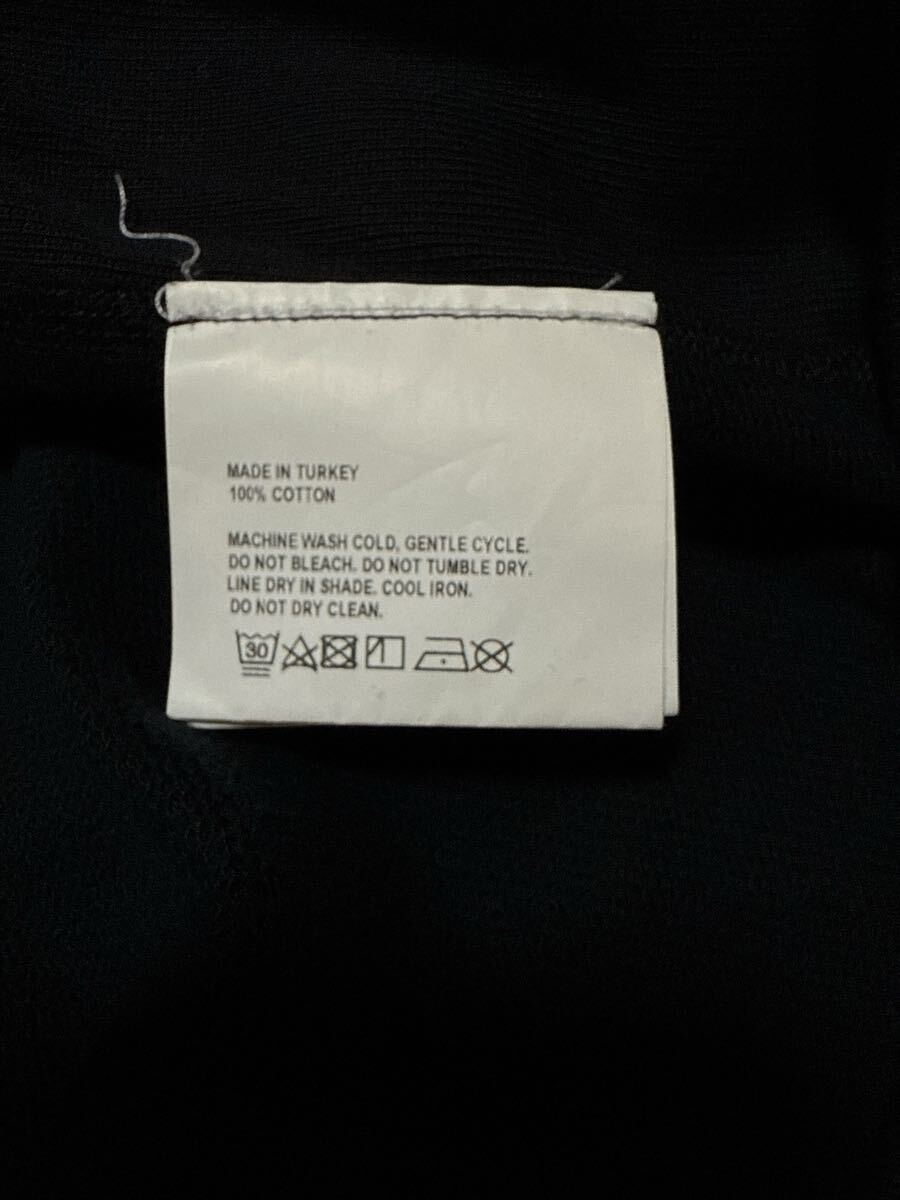 MADE IN TURKEY
100% COTTON
MACHINE WASH COLD, GENTLE CYCLE.
DO NOT BLEACH. DO NOT TUMBLE DRY.
LINE DRY IN SHADE. COOL IRON.
DO NOT DRY CLEAN.
30